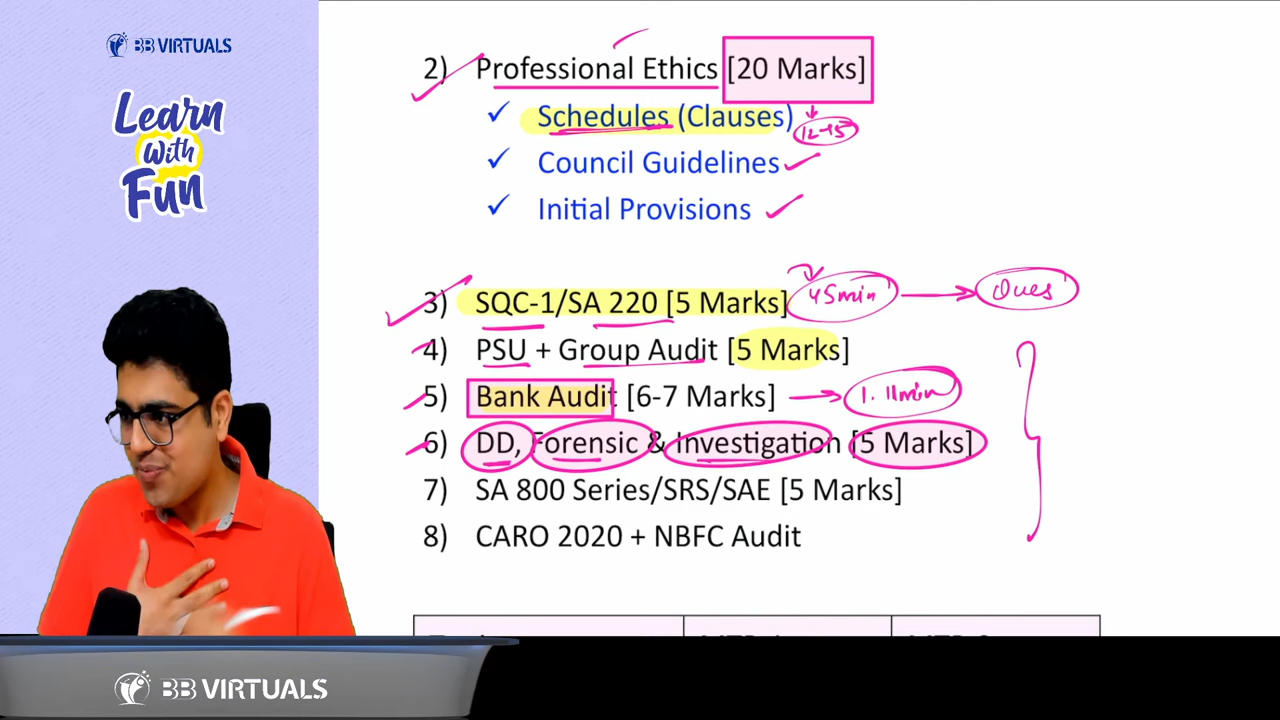 BB VIRTUALS
Learn
With
Fun
2) Professional Ethics [20 Marks]
✓ Schedules (Clauses)
12-15
✓ Council Guidelines
✓ Initial Provisions
3) SQC-1/SA 220 [5 Marks] 45min → Ques
4) PSU + Group Audit [5 Marks]
5) Bank Audit [6-7 Marks] → 1.11min
6) DD, Forensic & Investigation [5 Marks]
7) SA 800 Series/SRS/SAE [5 Marks]
8) CARO 2020 + NBFC Audit
BB VIRTUALS